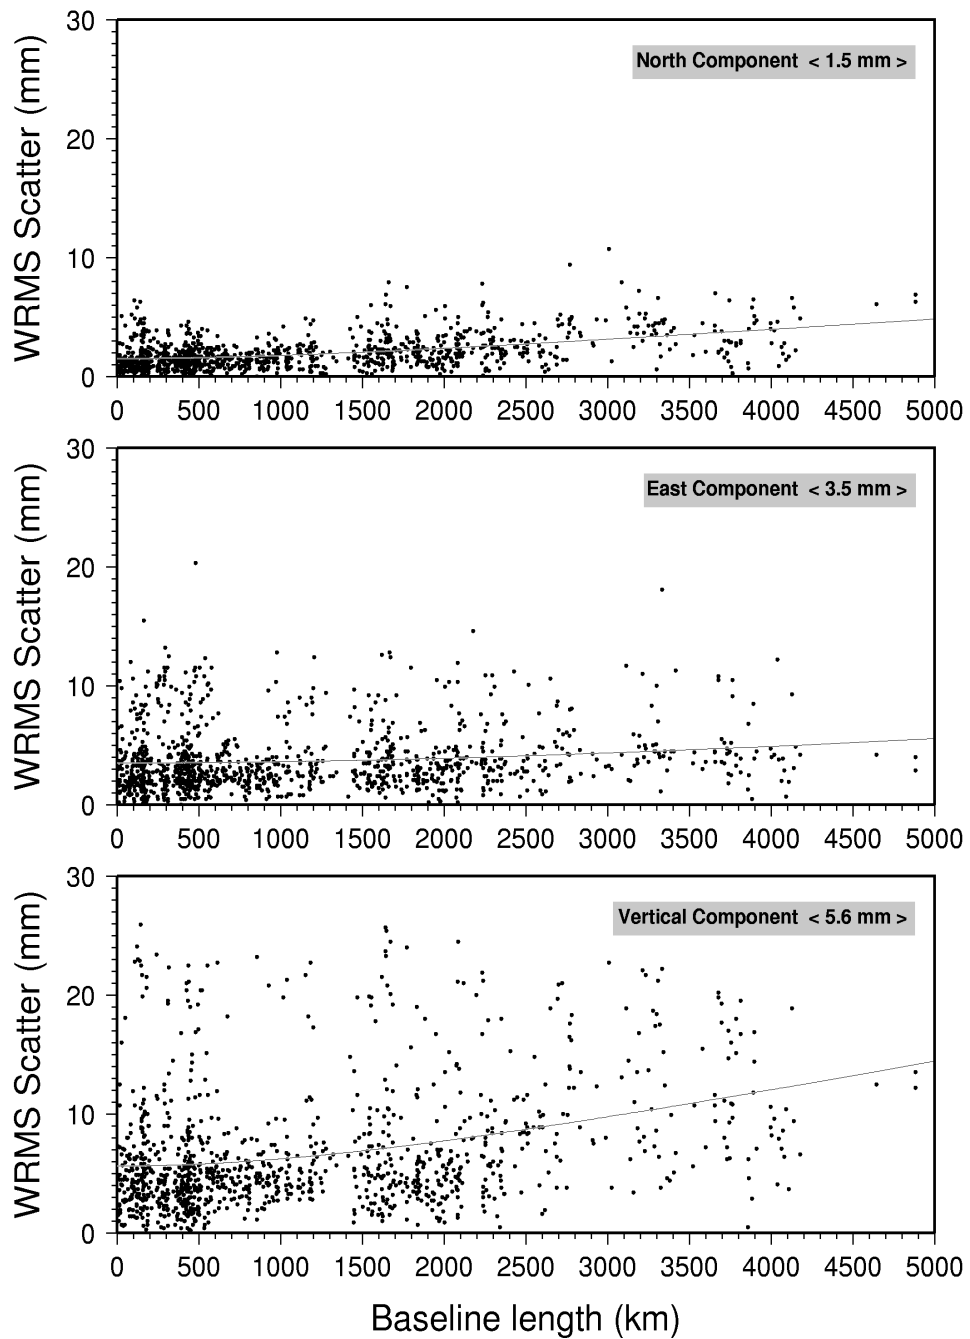 30
North Component < 1.5 mm >
20
WRMS Scatter (mm)
10
0
0 500 1000 1500 2000 2500 3000 3500 4000 4500 5000
30
East Component < 3.5 mm >
20
WRMS Scatter (mm)
10
0
0 500 1000 1500 2000 2500 3000 3500 4000 4500 5000
30
Vertical Component < 5.6 mm >
20
WRMS Scatter (mm)
10
0
0 500 1000 1500 2000 2500 3000 3500 4000 4500 5000
Baseline length (km)